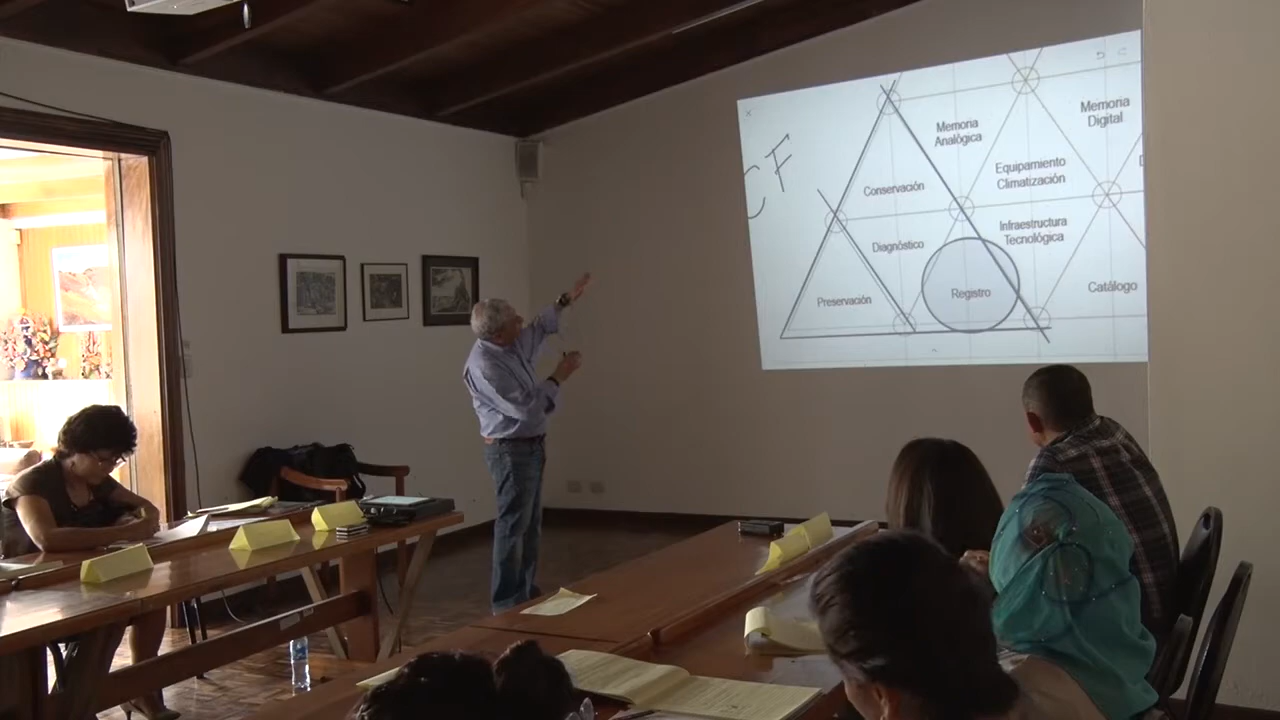 CF
Memoria
Analógica
Memoria
Digital
Conservación
Equipamiento
Climatización
Diagnóstico
Infraestructura
Tecnológica
Preservación
Registro
Catálogo